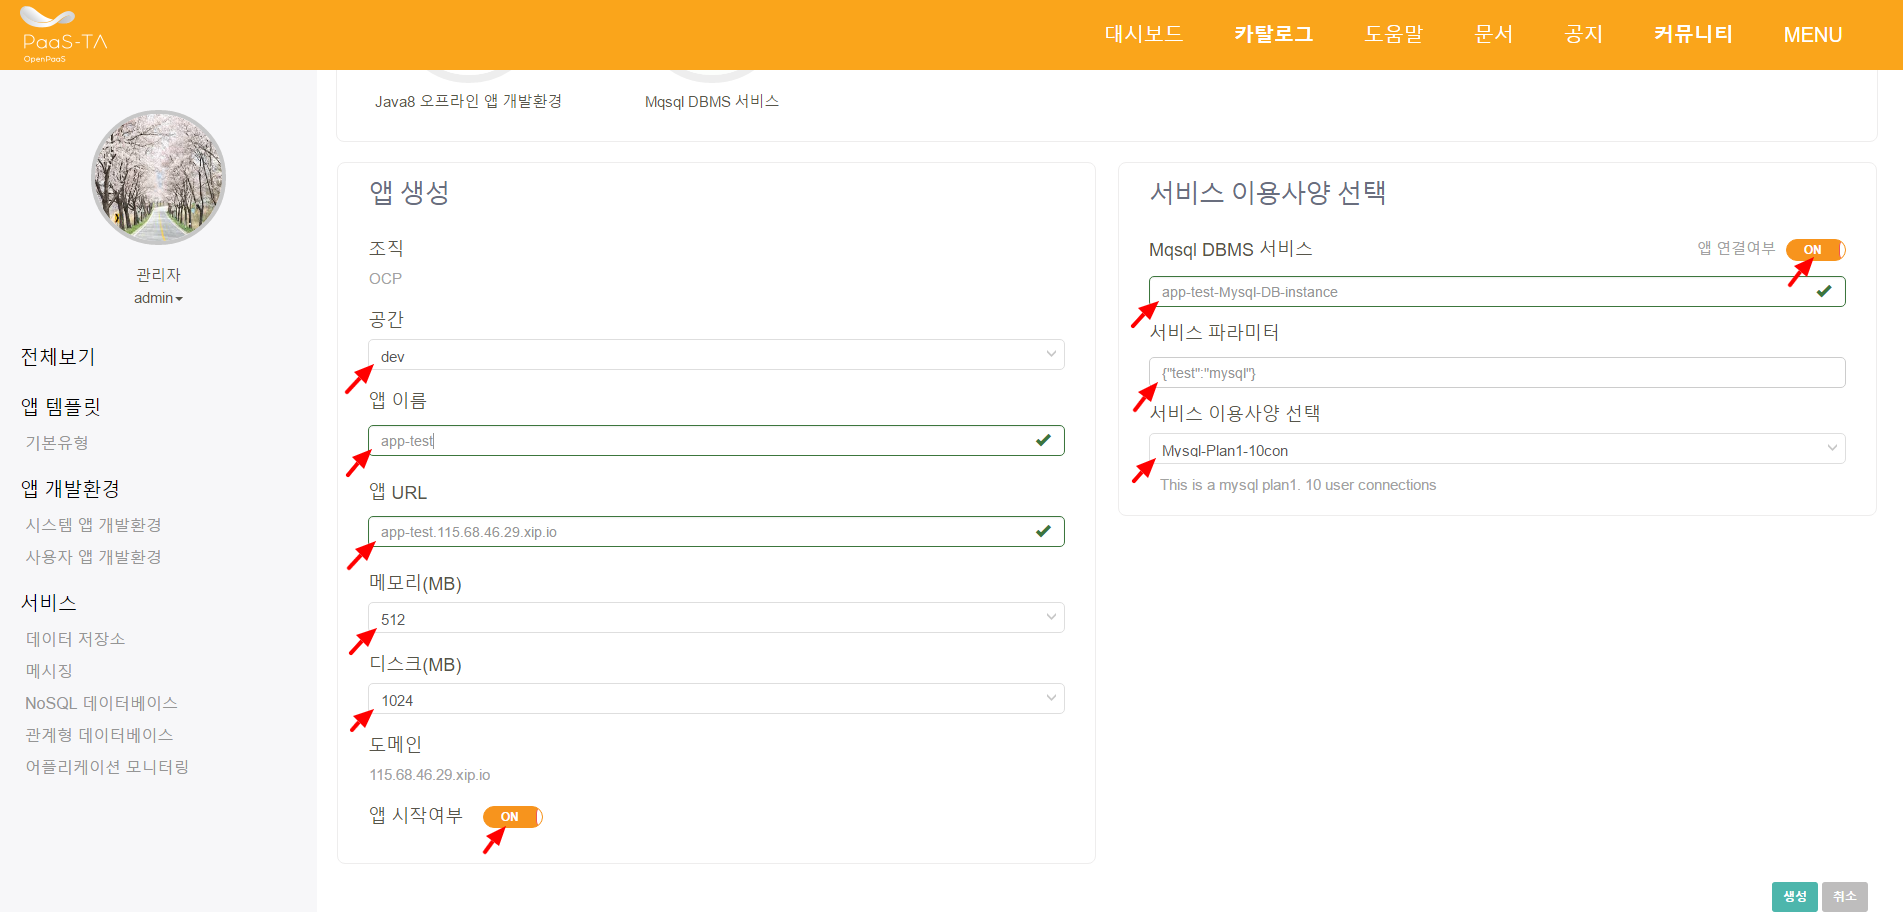 PaaS-TA
OpenPaaS
대시보드 카탈로그 도움말 문서 공지 커뮤니티 MENU
관리자
admin
전체보기
앱 템플릿
기본유형
앱 개발환경
시스템 앱 개발환경
사용자 앱 개발환경
서비스
데이터 저장소
메시징
NoSQL 데이터베이스
관계형 데이터베이스
어플리케이션 모니터링
Java8 오프라인 앱 개발환경
Mqsql DBMS 서비스
앱 생성
조직
OCP
공간
dev
앱 이름
app-test
앱 URL
app-test.115.68.46.29.xip.io
메모리(MB)
512
디스크(MB)
1024
도메인
115.68.46.29.xip.io
앱 시작여부 ON
서비스 이용사양 선택
Mqsql DBMS 서비스 앱 연결여부 ON
app-test-Mysql-DB-instance
서비스 파라미터
{"test":"mysql"}
서비스 이용사양 선택
Mysql-Plan1-10con
This is a mysql plan1. 10 user connections
생성 취소